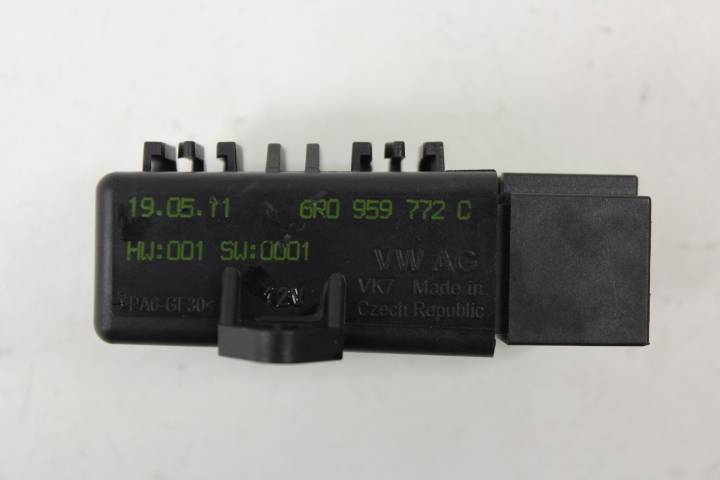 19.05.11 6R0 959 772 C
HW:001 SW:0001
VW AG
VK7 Made in
Czech Republic
>PA6-GF30<
12V